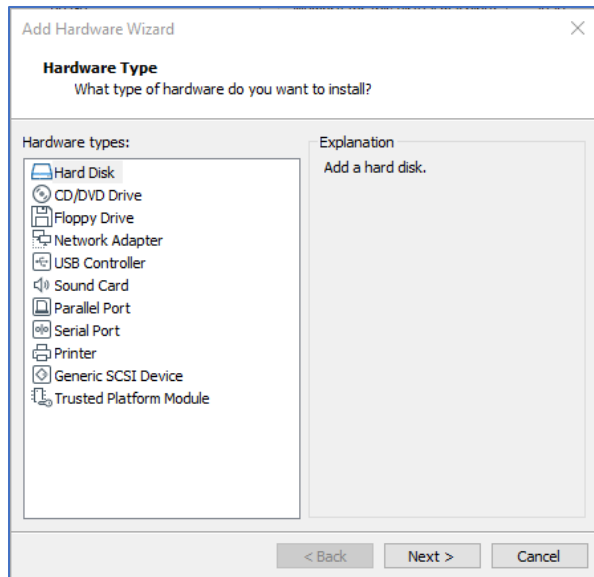 Add Hardware Wizard
Hardware Type
What type of hardware do you want to install?
Hardware types:
Hard Disk
CD/DVD Drive
Floppy Drive
Network Adapter
USB Controller
Sound Card
Parallel Port
Serial Port
Printer
Generic SCSI Device
Trusted Platform Module
Explanation
Add a hard disk.
< Back
Next >
Cancel